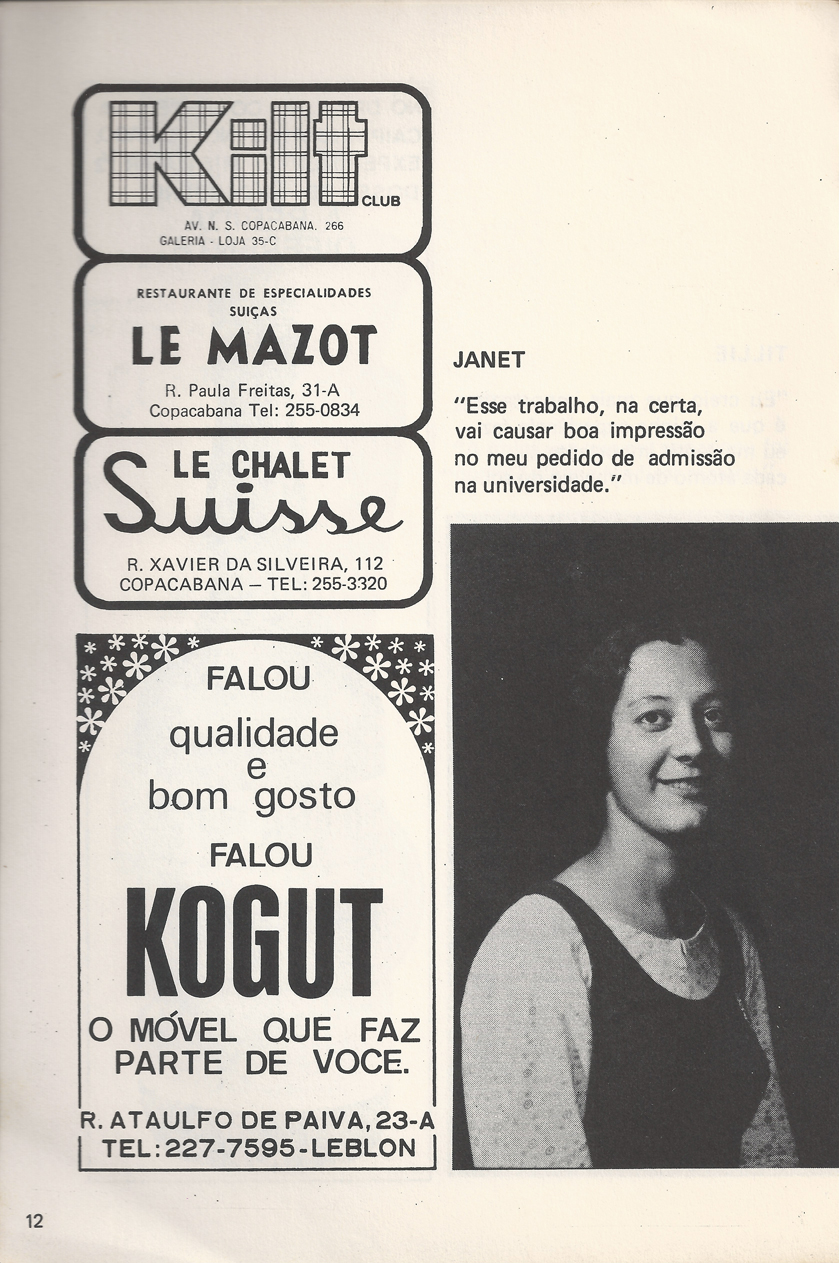 Kilt
CLUB
AV. N. S. COPACABANA. 266
GALERIA - LOJA 35-C
RESTAURANTE DE ESPECIALIDADES
SUIÇAS
LE MAZOT
R. Paula Freitas, 31-A
Copacabana Tel: 255-0834
LE CHALET
Suisse
R. XAVIER DA SILVEIRA, 112
COPACABANA — TEL: 255-3320
FALOU
qualidade
e
bom gosto
FALOU
KOGUT
O MÓVEL QUE FAZ
PARTE DE VOCE.
R. ATAULFO DE PAIVA, 23-A
TEL: 227-7595 - LEBLON
JANET
“Esse trabalho, na certa,
vai causar boa impressão
no meu pedido de admissão
na universidade.”
12